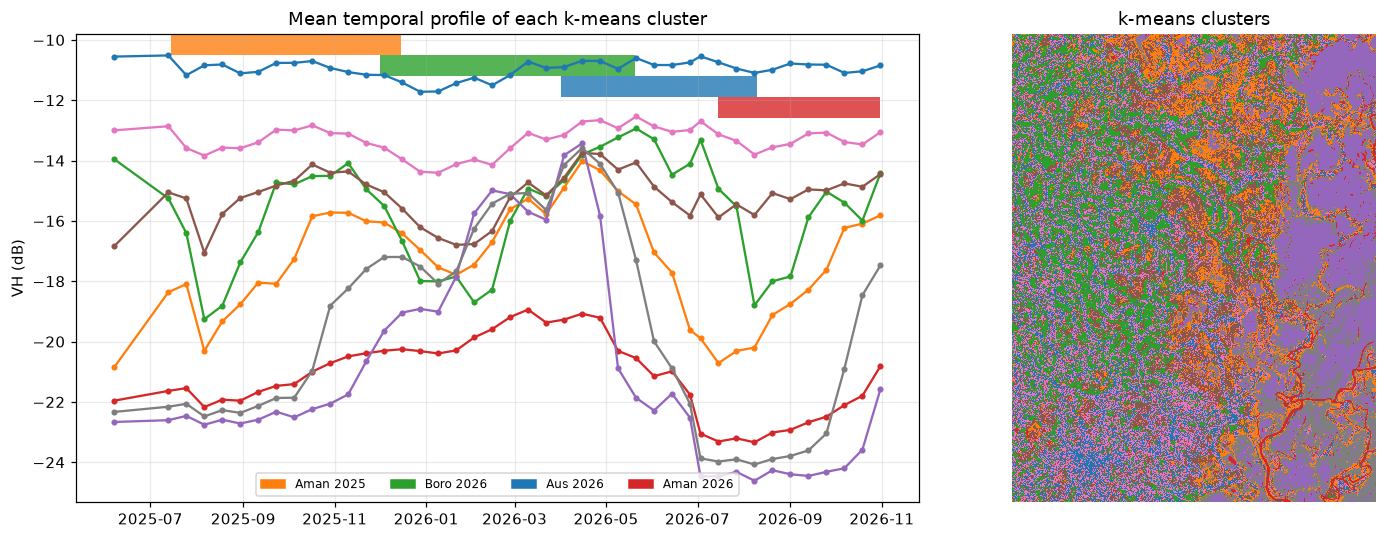 Mean temporal profile of each k-means cluster
k-means clusters
VH (dB)
−10
−12
−14
−16
−18
−20
−22
−24
Aman 2025
Boro 2026
Aus 2026
Aman 2026
2025-07
2025-09
2025-11
2026-01
2026-03
2026-05
2026-07
2026-09
2026-11